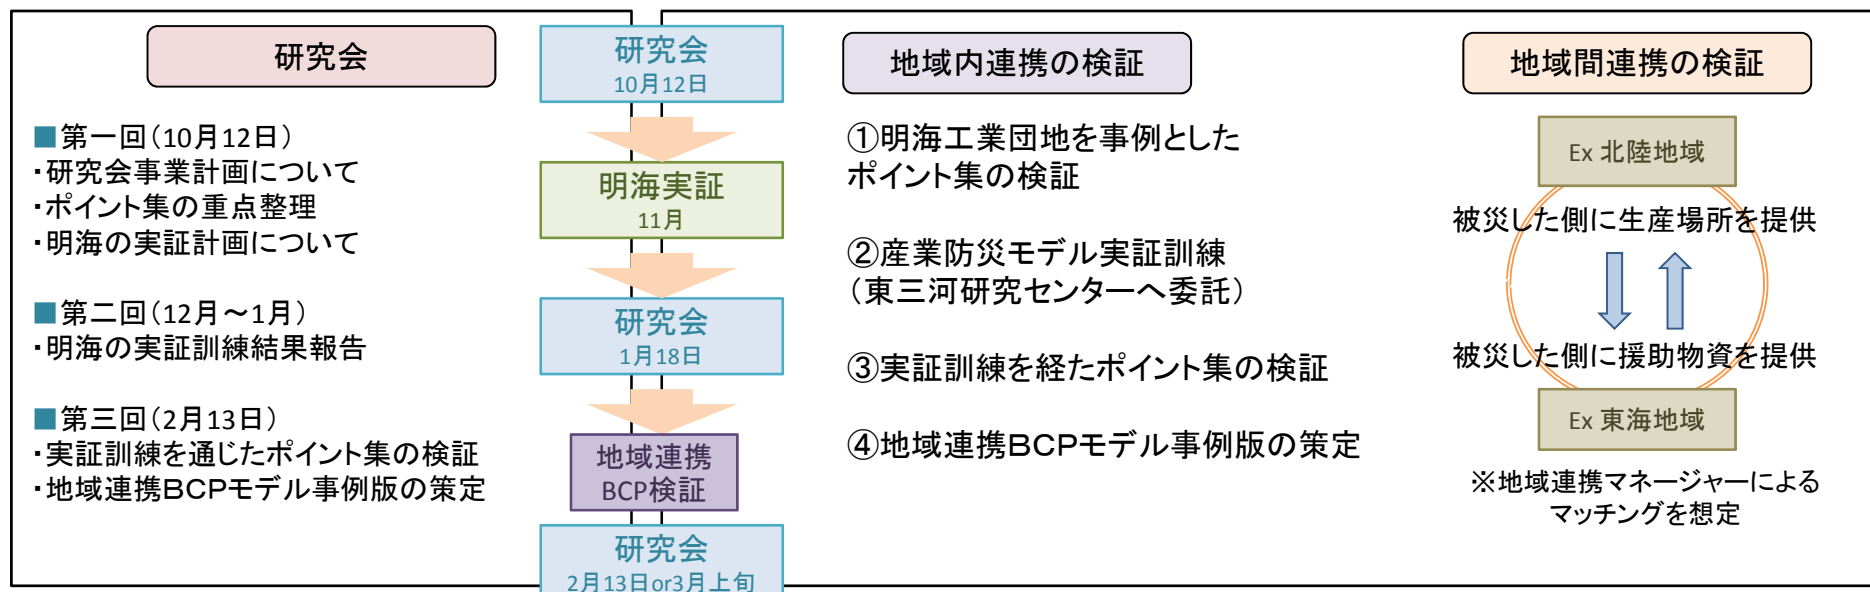 研究会
■第一回(10月12日)
・研究会事業計画について
・ポイント集の重点整理
・明海の実証計画について
■第二回(12月~1月)
・明海の実証訓練結果報告
■第三回(2月13日)
・実証訓練を通じたポイント集の検証
・地域連携BCPモデル事例版の策定
研究会
10月12日
明海実証
11月
研究会
1月18日
地域連携
BCP検証
研究会
2月13日or3月上旬
地域内連携の検証
①明海工業団地を事例とした
ポイント集の検証
②産業防災モデル実証訓練
(東三河研究センターへ委託)
③実証訓練を経たポイント集の検証
④地域連携BCPモデル事例版の策定
地域間連携の検証
Ex 北陸地域
被災した側に生産場所を提供
被災した側に援助物資を提供
Ex 東海地域
※地域連携マネージャーによる
マッチングを想定